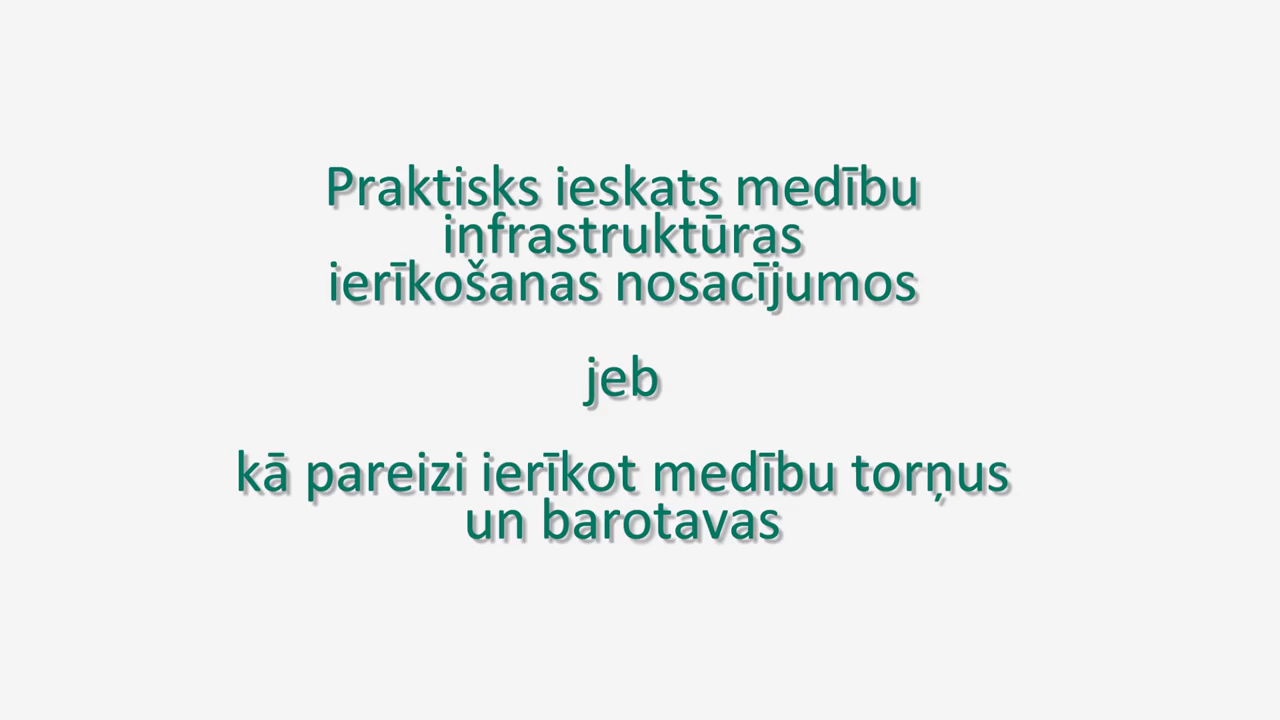 Praktisks ieskats medību
infrastruktūras
ierīkošanas nosacījumos
jeb
kā pareizi ierīkot medību torņus
un barotavas